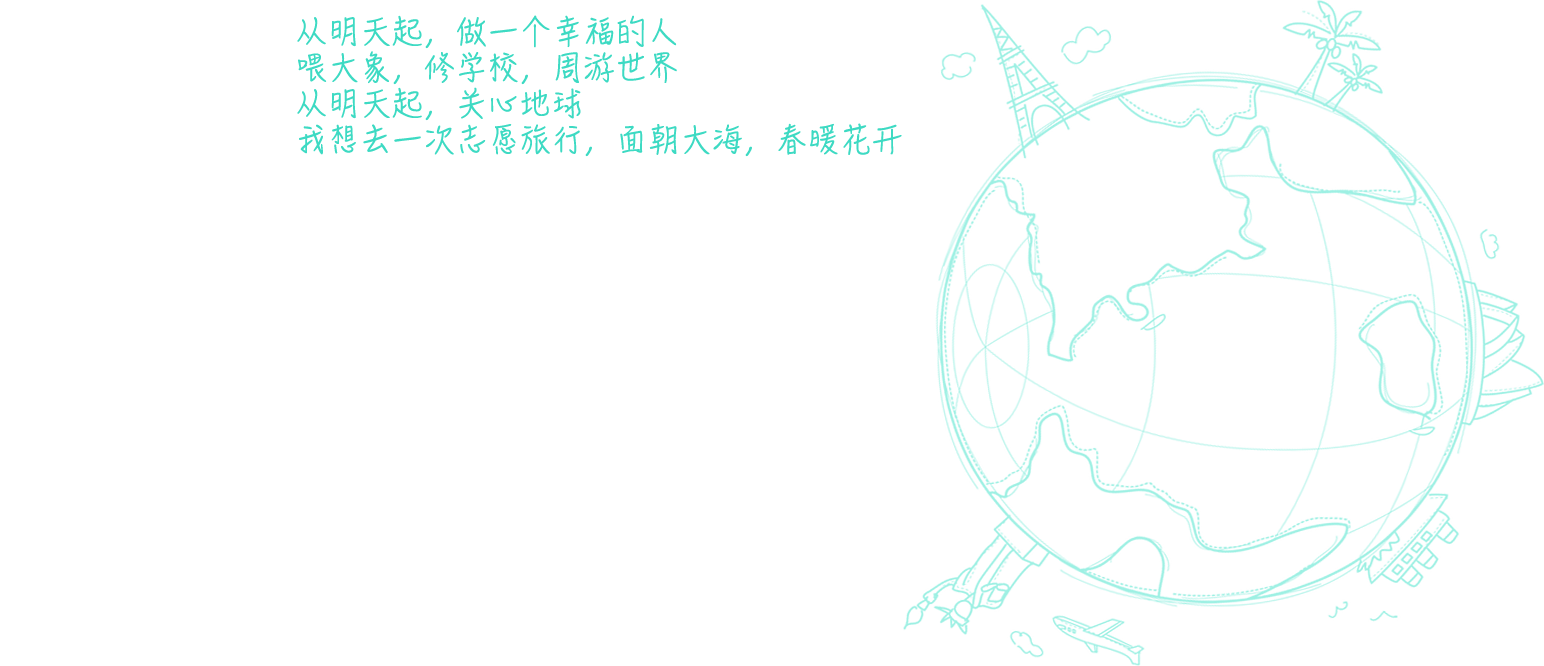 从明天起，做一个幸福的人
喂大象，修学校，周游世界
从明天起，关心地球
我想去一次志愿旅行，面朝大海，春暖花开